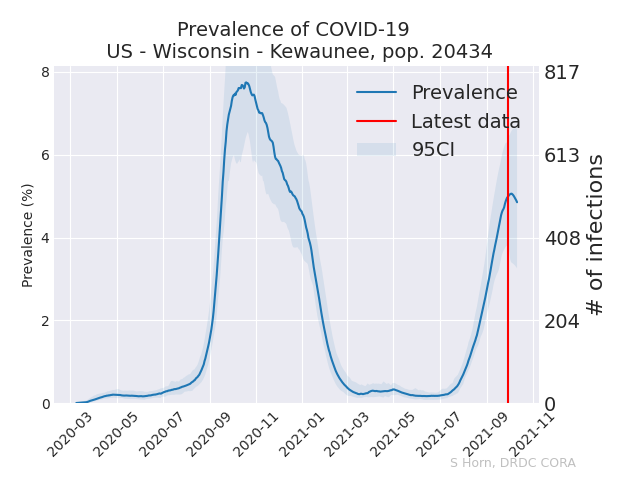 Prevalence of COVID-19
US - Wisconsin - Kewaunee, pop. 20434
Prevalence (%)
8
6
4
2
0
817
613
408
204
0
# of infections
Prevalence
Latest data
95CI
2020-03
2020-05
2020-07
2020-09
2020-11
2021-01
2021-03
2021-05
2021-07
2021-09
2021-11
S Horn, DRDC CORA